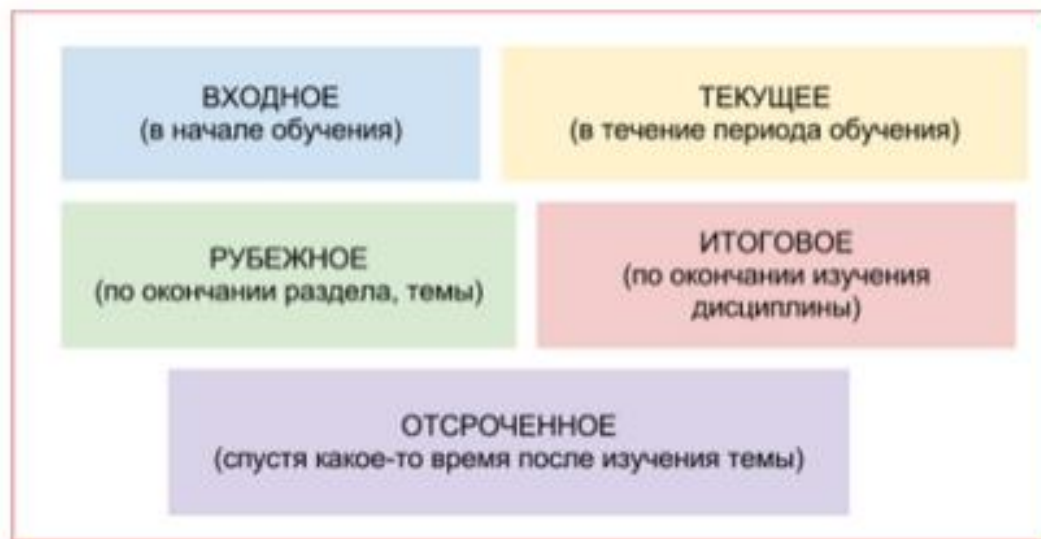 ВХОДНОЕ
(в начале обучения)
ТЕКУЩЕЕ
(в течение периода обучения)
РУБЕЖНОЕ
(по окончании раздела, темы)
ИТОГОВОЕ
(по окончании изучения
дисциплины)
ОТСРОЧЕННОЕ
(спустя какое-то время после изучения темы)